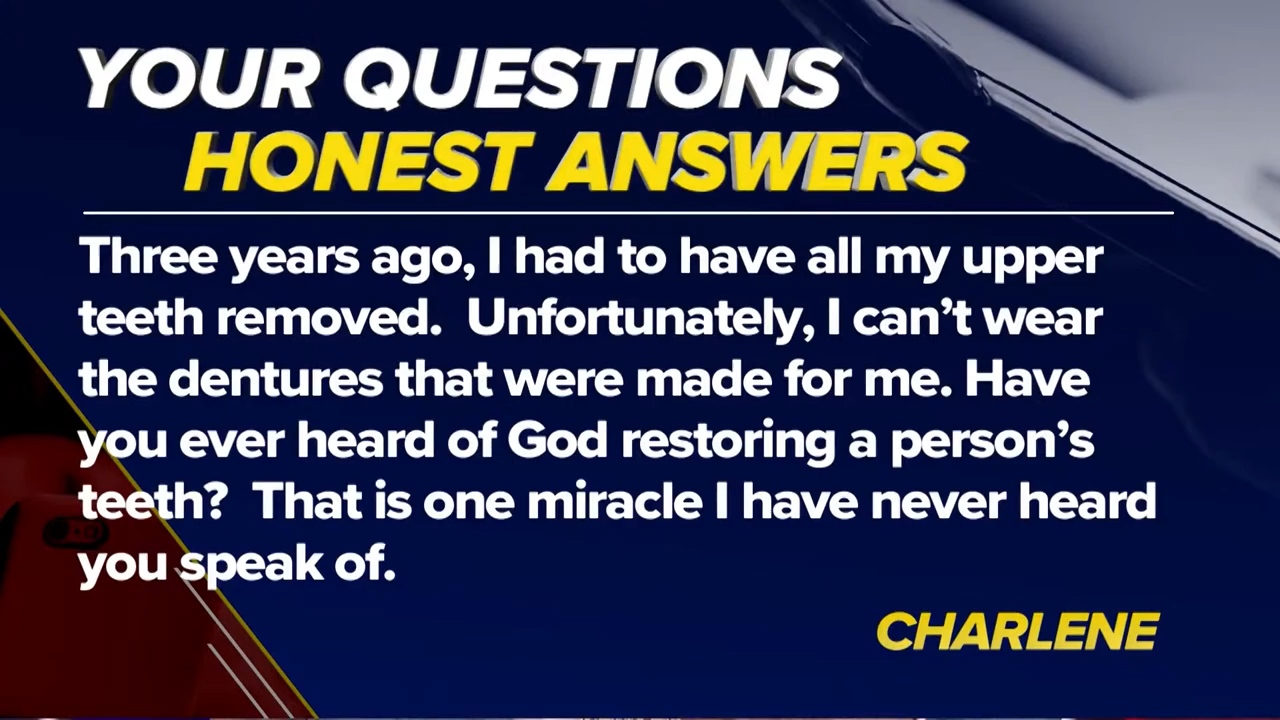 YOUR QUESTIONS
HONEST ANSWERS
Three years ago, I had to have all my upper
teeth removed.  Unfortunately, I can’t wear
the dentures that were made for me. Have
you ever heard of God restoring a person’s
teeth?  That is one miracle I have never heard
you speak of.
CHARLENE